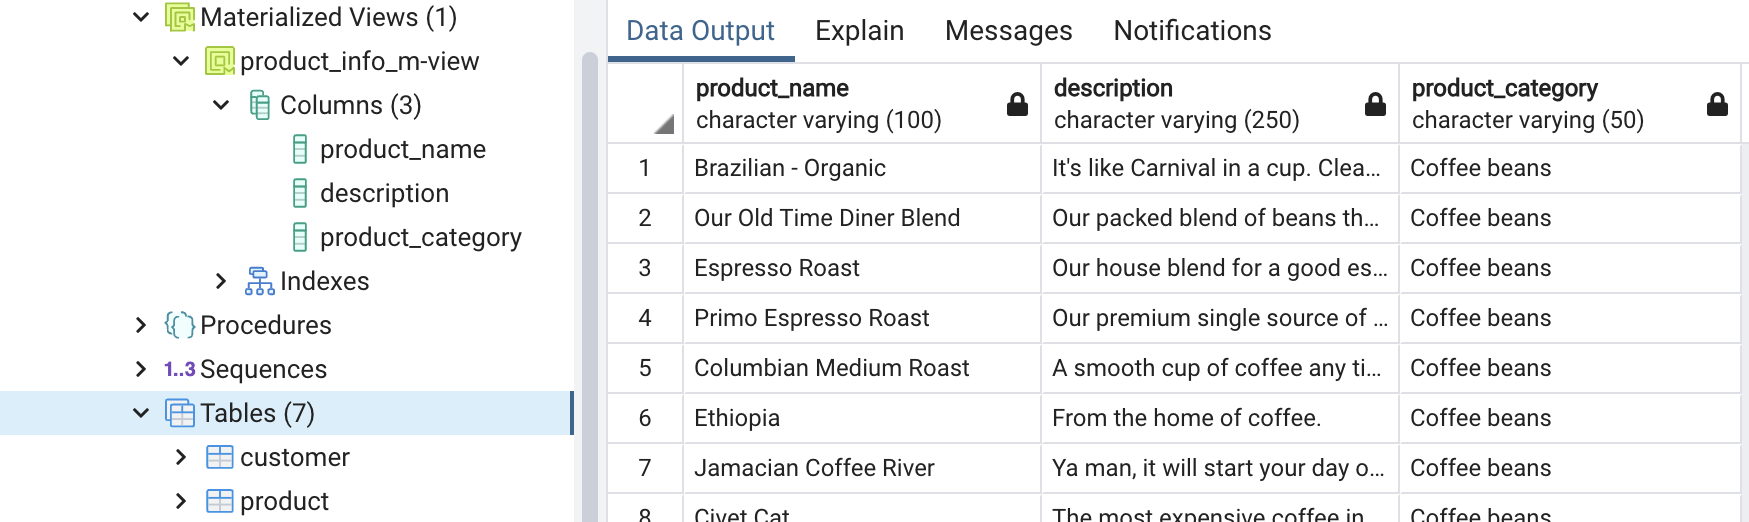 Materialized Views (1)
product_info_m-view
Columns (3)
product_name
description
product_category
Indexes
Procedures
1..3 Sequences
Tables (7)
customer
product
Data Output Explain Messages Notifications
product_name description product_category
character varying (100) character varying (250) character varying (50)
1 Brazilian - Organic It's like Carnival in a cup. Clea... Coffee beans
2 Our Old Time Diner Blend Our packed blend of beans th... Coffee beans
3 Espresso Roast Our house blend for a good es... Coffee beans
4 Primo Espresso Roast Our premium single source of ... Coffee beans
5 Columbian Medium Roast A smooth cup of coffee any ti... Coffee beans
6 Ethiopia From the home of coffee. Coffee beans
7 Jamacian Coffee River Ya man, it will start your day o... Coffee beans
8 Civet Cat The most expensive coffee in Coffee beans